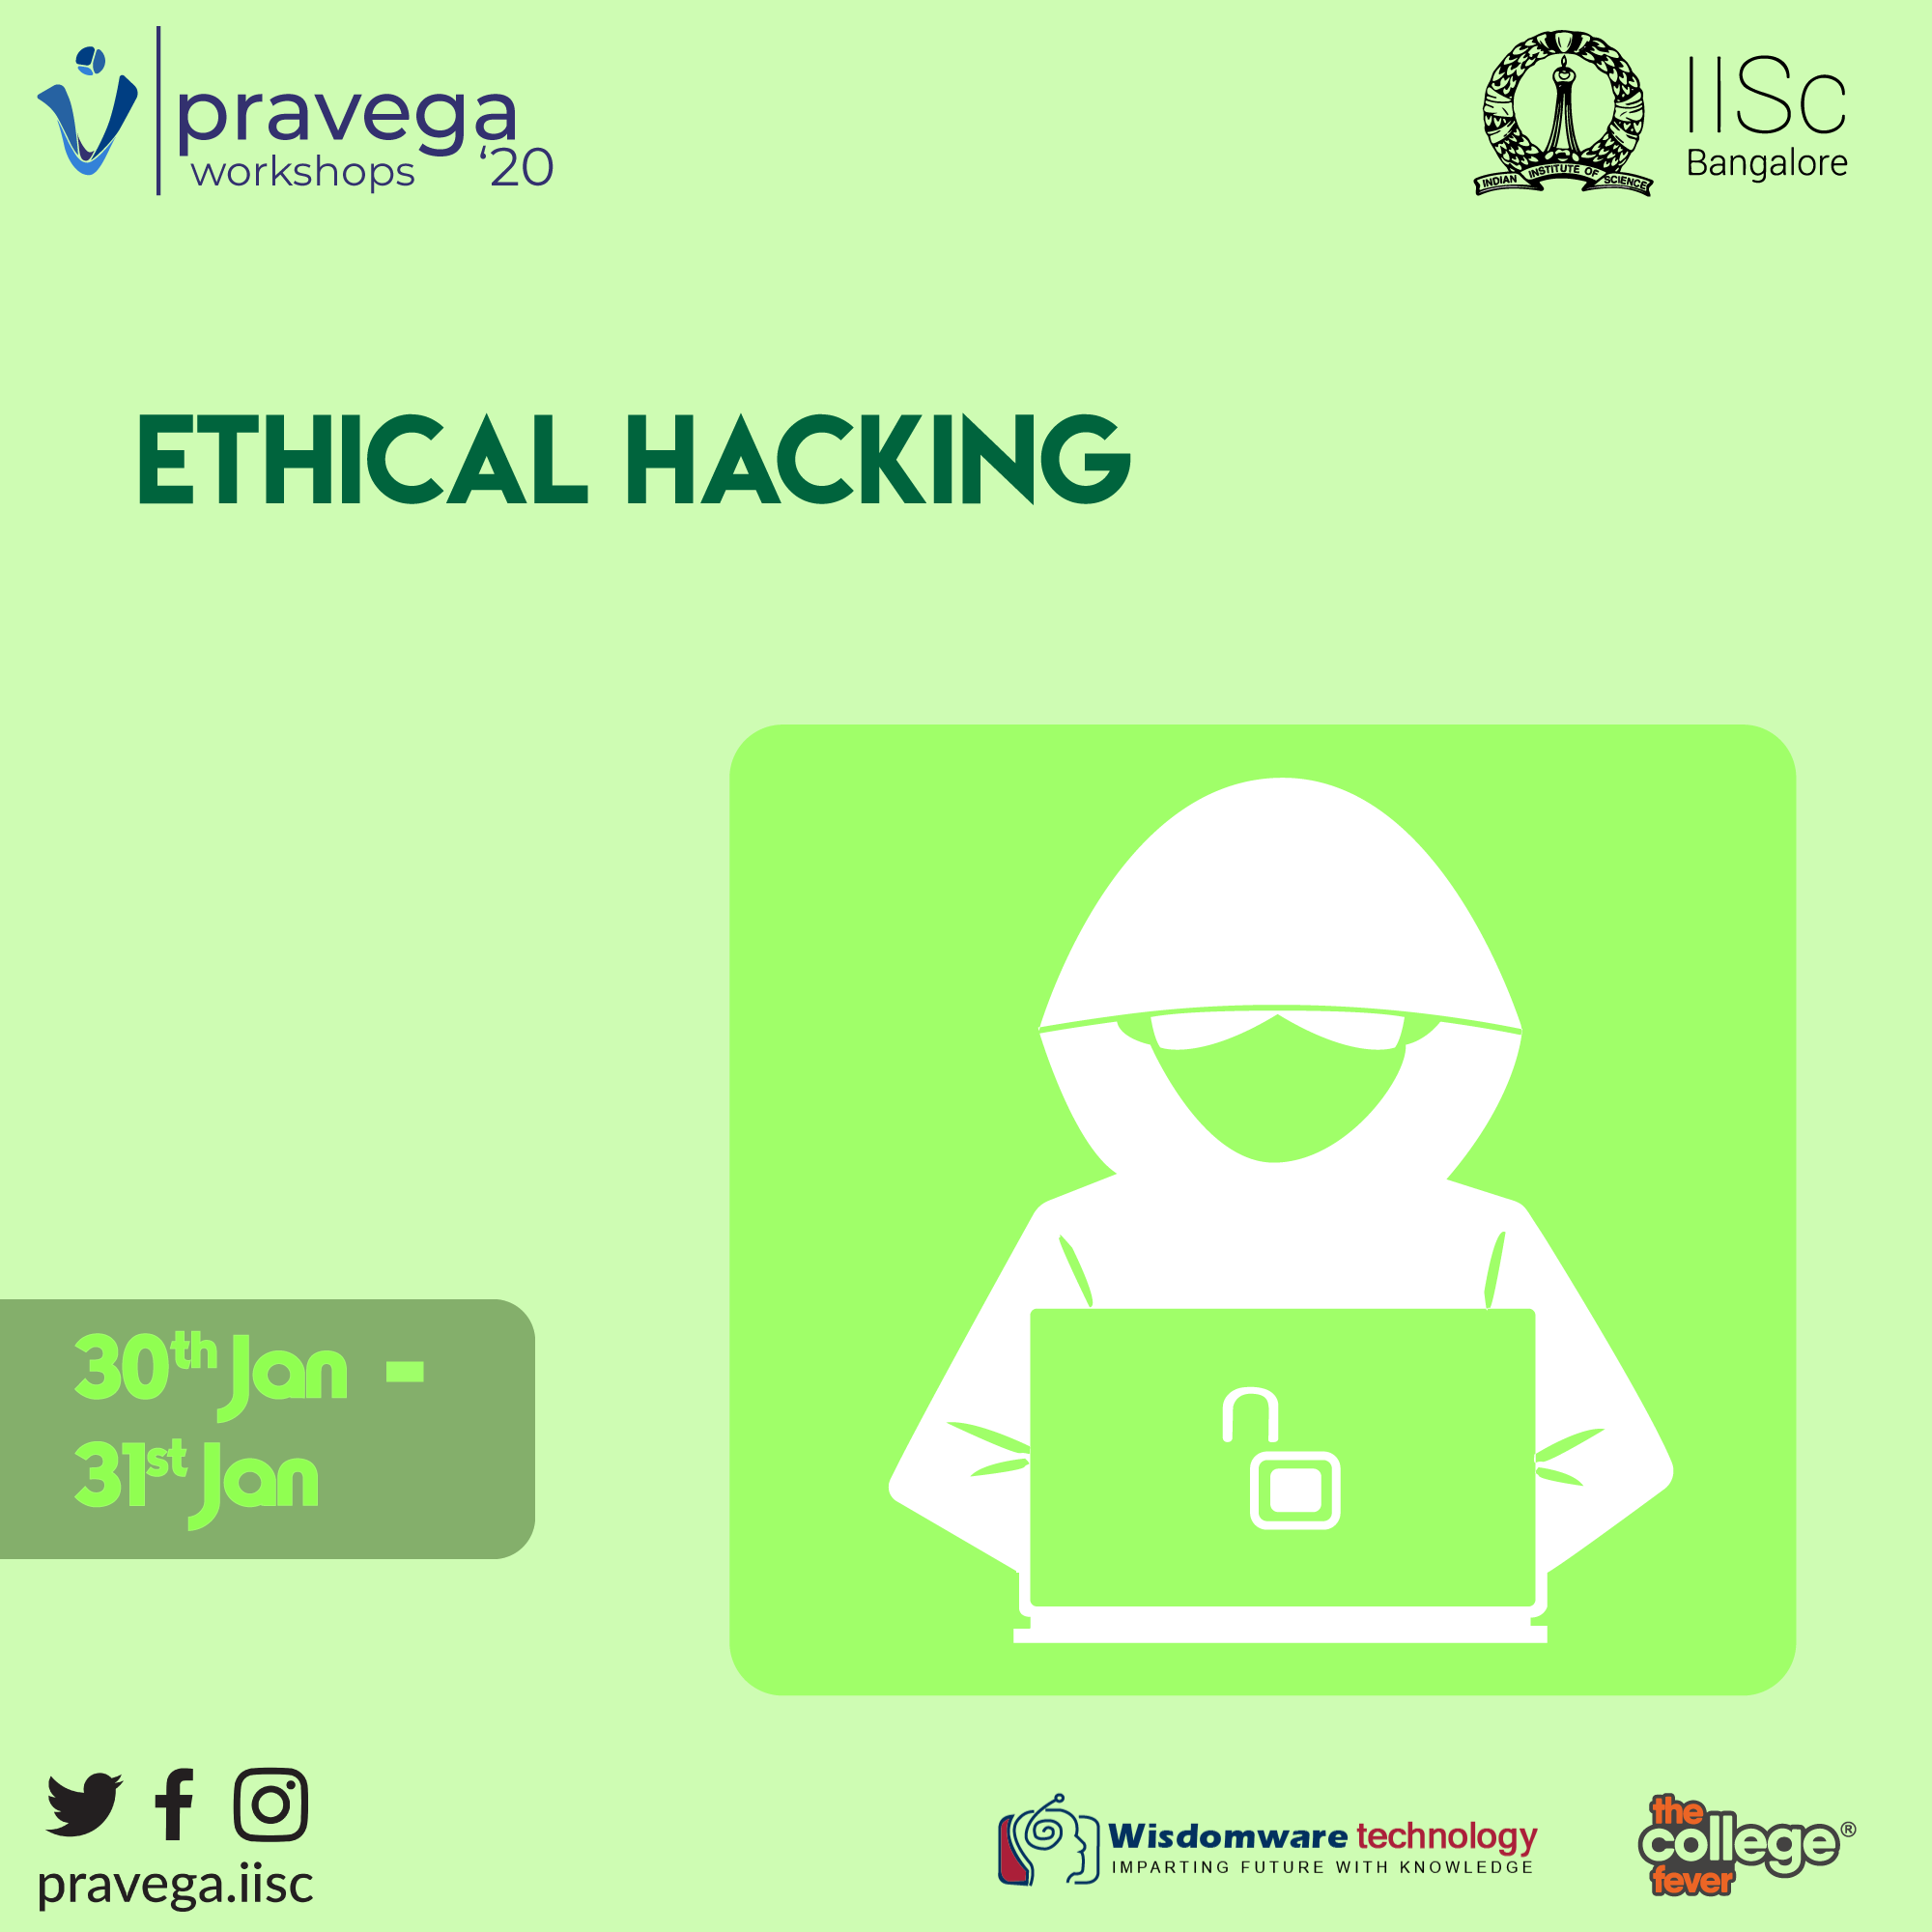 pravega
workshops '20
IISc
Bangalore
INDIAN INSTITUTE OF SCIENCE
ETHICAL HACKING
30th Jan -
31st Jan
pravega.iisc
Wisdomware technology
IMPARTING FUTURE WITH KNOWLEDGE
the
college®
fever